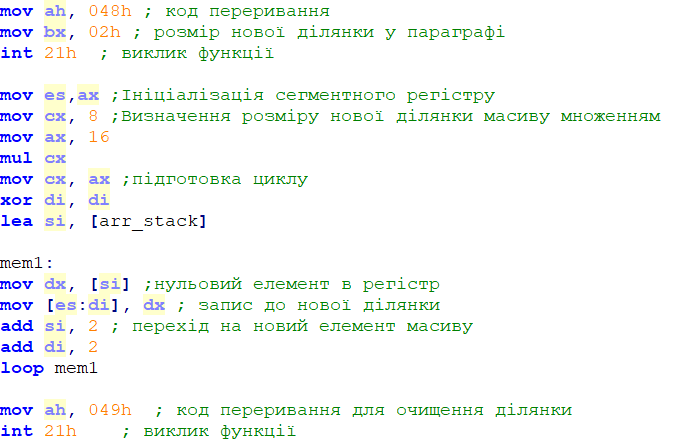 mov ah, 048h ; код переривання
mov bx, 02h ; розмір нової ділянки у параграфі
int 21h ; виклик функції
mov es,ax ;Ініціалізація сегментного регістру
mov cx, 8 ;Визначення розміру нової ділянки масиву множенням
mov ax, 16
mul cx
mov cx, ax ;підготовка циклу
xor di, di
lea si, [arr_stack]
mem1:
mov dx, [si] ;нульовий елемент в регістр
mov [es:di], dx ; запис до нової ділянки
add si, 2 ; перехід на новий елемент масиву
add di, 2
loop mem1
mov ah, 049h ; код переривання для очищення ділянки
int 21h ; виклик функції